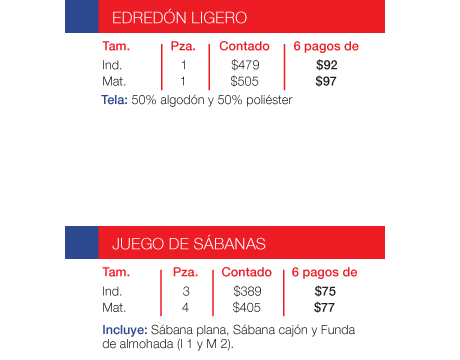 EDREDÓN LIGERO
Tam. Pza. Contado 6 pagos de
Ind. 1 $479 $92
Mat. 1 $505 $97
Tela: 50% algodón y 50% poliéster
JUEGO DE SÁBANAS
Tam. Pza. Contado 6 pagos de
Ind. 3 $389 $75
Mat. 4 $405 $77
Incluye: Sábana plana, Sábana cajón y Funda
de almohada (I 1 y M 2).